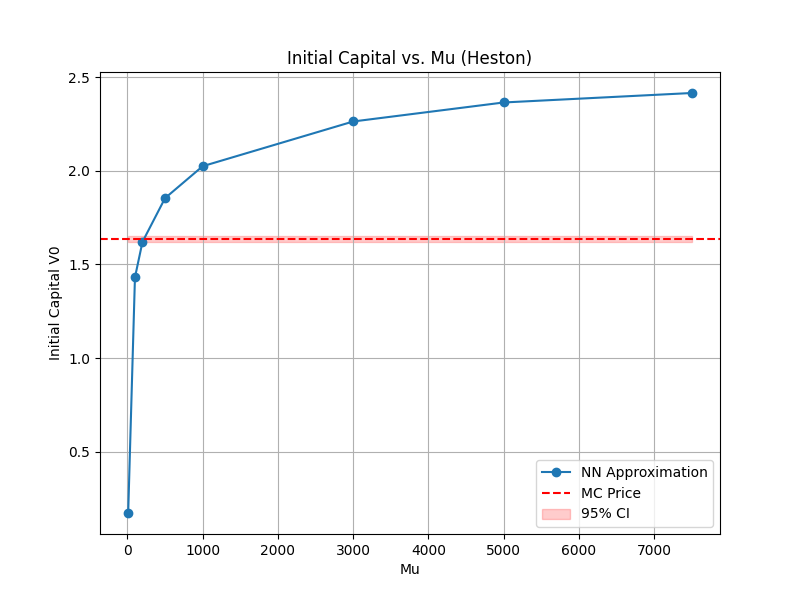 Initial Capital vs. Mu (Heston)
2.5
2.0
1.5
1.0
0.5
Initial Capital V0
0 1000 2000 3000 4000 5000 6000 7000
Mu
NN Approximation
MC Price
95% CI